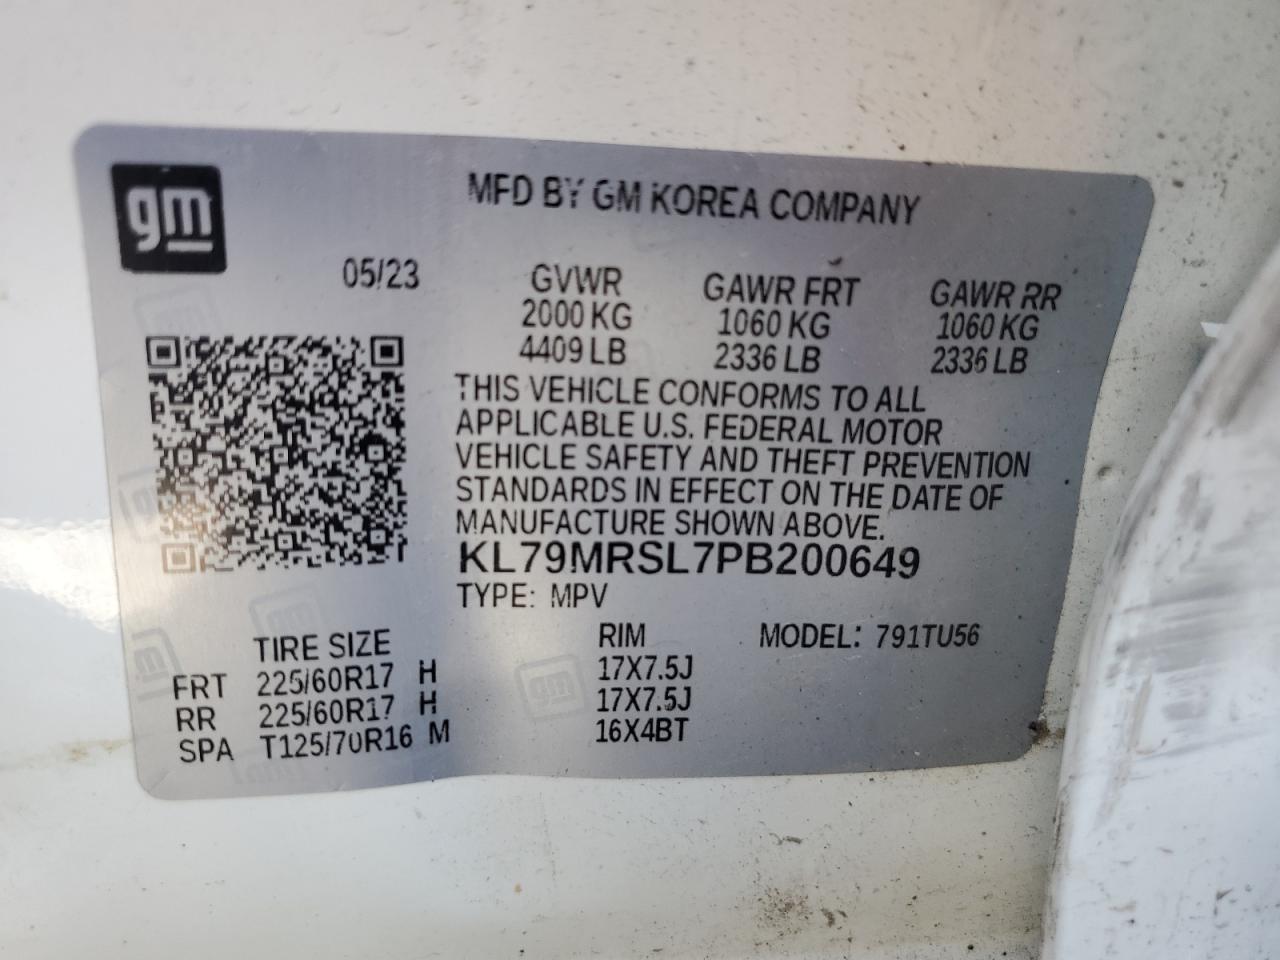 gm
MFD BY GM KOREA COMPANY
05/23 GVWR GAWR FRT GAWR RR
2000 KG 1060 KG 1060 KG
4409 LB 2336 LB 2336 LB
THIS VEHICLE CONFORMS TO ALL
APPLICABLE U.S. FEDERAL MOTOR
VEHICLE SAFETY AND THEFT PREVENTION
STANDARDS IN EFFECT ON THE DATE OF
MANUFACTURE SHOWN ABOVE.
KL79MRSL7PB200649
TYPE: MPV
TIRE SIZE RIM MODEL: 791TU56
FRT 225/60R17 H 17X7.5J
RR 225/60R17 H 17X7.5J
SPA T125/70R16 M 16X4BT